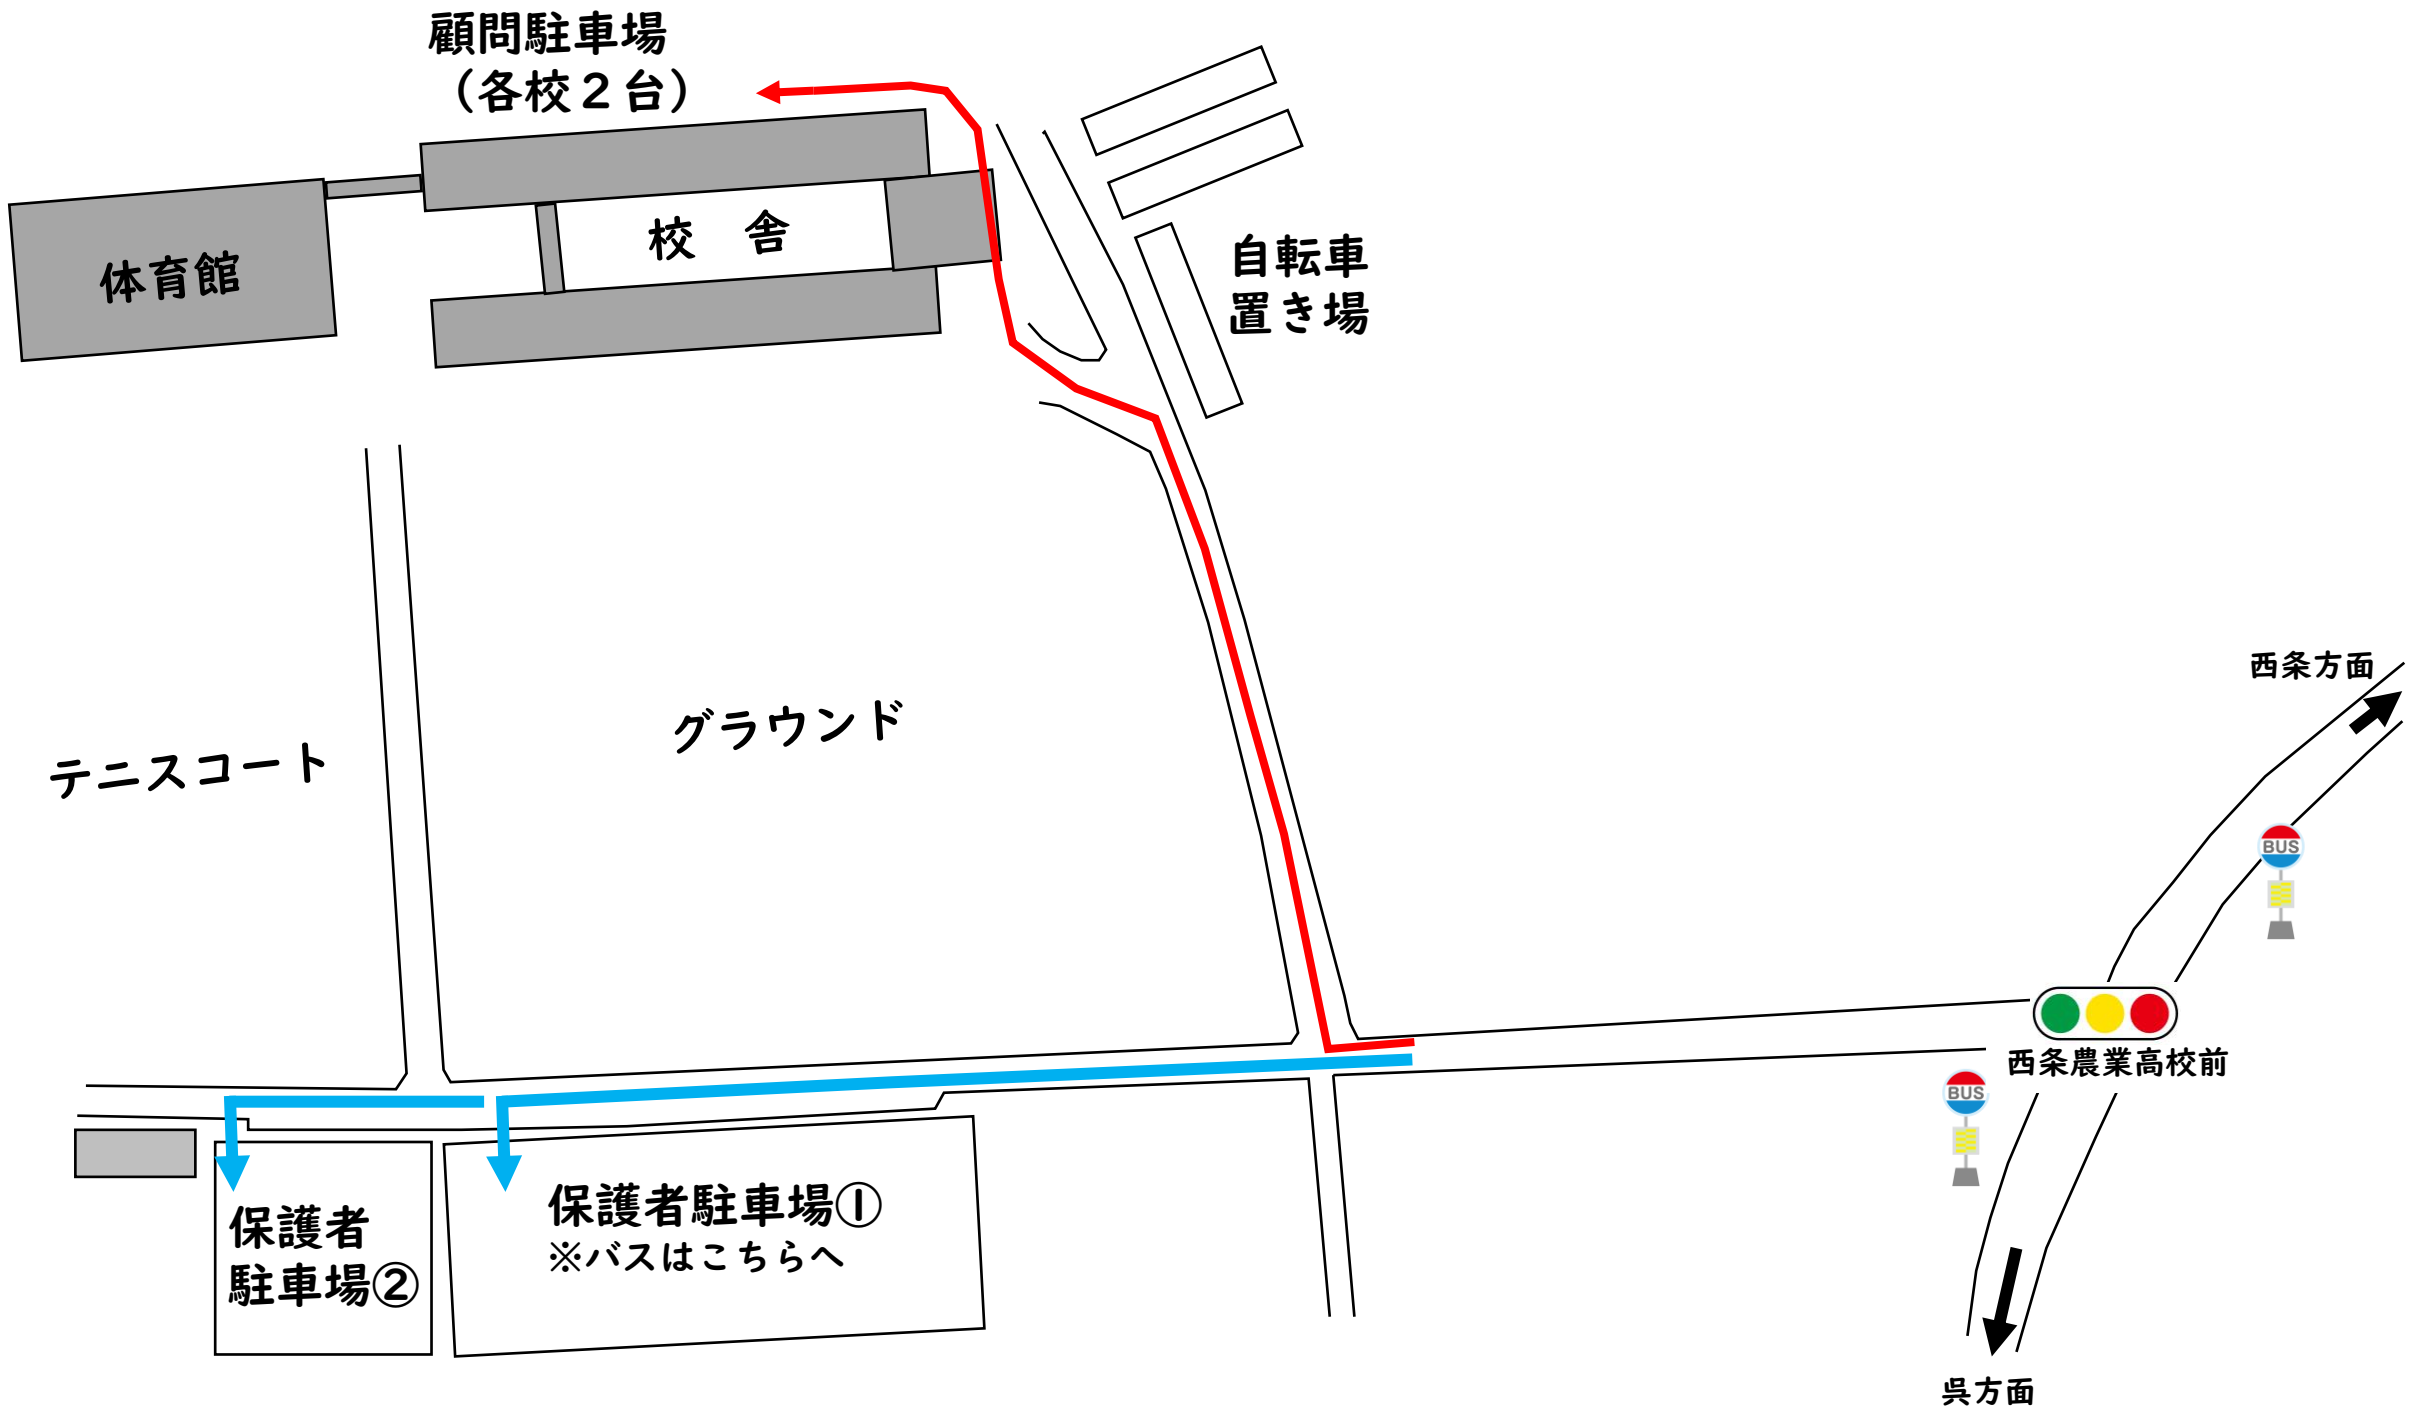 顧問駐車場
（各校２台）
体育館
校　舎
自転車
置き場
西条方面
グラウンド
テニスコート
BUS
西条農業高校前
BUS
保護者駐車場①
※バスはこちらへ
保護者
駐車場②
呉方面